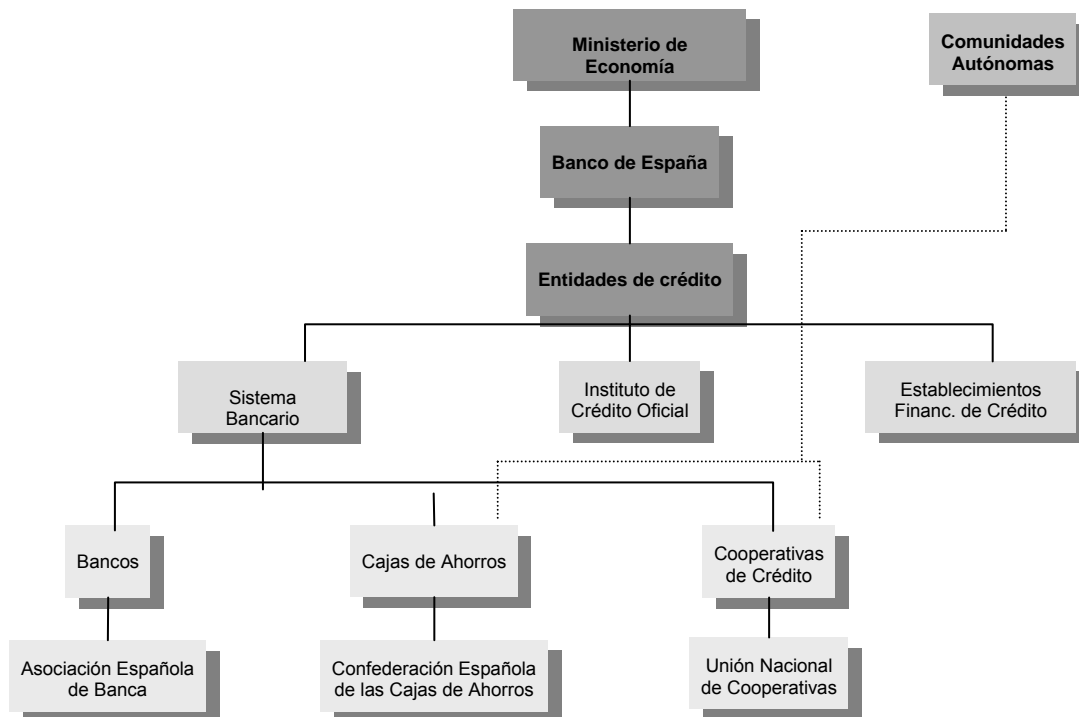 Ministerio de
Economía
Comunidades
Autónomas
Banco de España
Entidades de crédito
Sistema
Bancario
Instituto de
Crédito Oficial
Establecimientos
Financ. de Crédito
Bancos
Cajas de Ahorros
Cooperativas
de Crédito
Asociación Española
de Banca
Confederación Española
de las Cajas de Ahorros
Unión Nacional
de Cooperativas